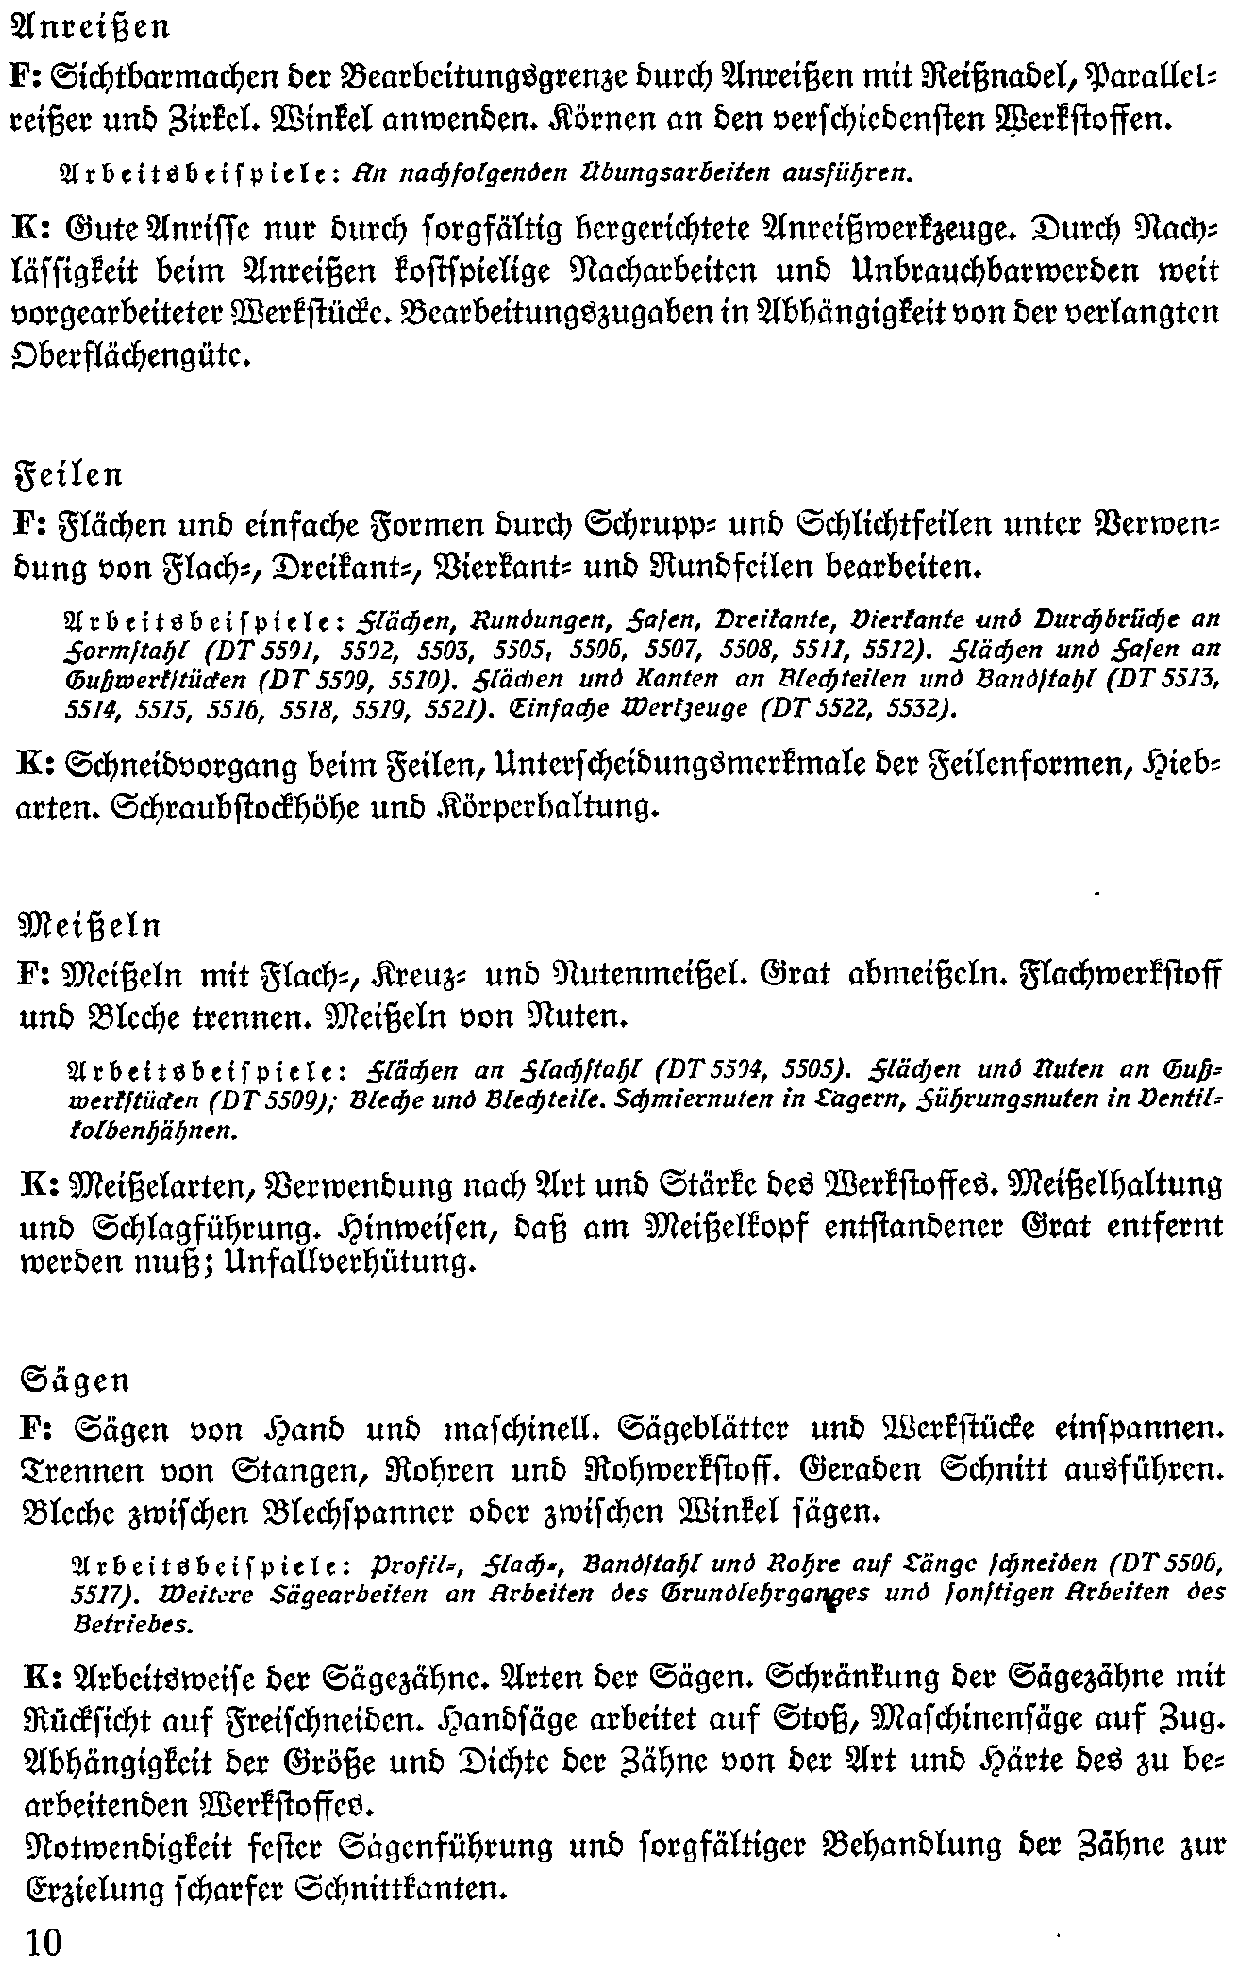 Anreißen
F: Sichtbarmachen der Bearbeitungsgrenze durch Anreißen mit Reißnadel, Parallel-
reißer und Zirkel. Winkel anwenden. Körnen an den verschiedensten Werkstoffen.
Arbeitsbeispiele: An nachfolgenden Übungsarbeiten ausführen.
K: Gute Anrisse nur durch sorgfältig hergerichtete Anreißwerkzeuge. Durch Nach-
lässigkeit beim Anreißen kostspielige Nacharbeiten und Unbrauchbarwerden weit
vorgearbeiteter Werkstücke. Bearbeitungszugaben in Abhängigkeit von der verlangten
Oberflächengüte.
Feilen
F: Flächen und einfache Formen durch Schrupp- und Schlichtfeilen unter Verwen-
dung von Flach-, Dreikant-, Vierkant- und Rundfeilen bearbeiten.
Arbeitsbeispiele: Flächen, Rundungen, Fasen, Dreikante, Vierkante und Durchbrüche an
Formstahl (DT 5501, 5502, 5503, 5505, 5506, 5507, 5508, 5511, 5512). Flächen und Fasen an
Gußwerkstücken (DT 5509, 5510). Flächen und Kanten an Blechteilen und Bandstahl (DT 5513,
5514, 5515, 5516, 5518, 5519, 5521). Einfache Werkzeuge (DT 5522, 5532).
K: Schneidvorgang beim Feilen, Unterscheidungsmerkmale der Feilenformen, Hieb-
arten. Schraubstockhöhe und Körperhaltung.
Meißeln
F: Meißeln mit Flach-, Kreuz- und Nutenmeißel. Grat abmeißeln. Flachwerkstoff
und Bleche trennen. Meißeln von Nuten.
Arbeitsbeispiele: Flächen an Flachstahl (DT 5504, 5505). Flächen und Nuten an Guß-
werkstücken (DT 5509); Bleche und Blechteile. Schmiernuten in Lagern, Führungsnuten in Ventil-
kolbenhähnen.
K: Meißelarten, Verwendung nach Art und Stärke des Werkstoffes. Meißelhaltung
und Schlagführung. Hinweisen, daß am Meißelkopf entstandener Grat entfernt
werden muß; Unfallverhütung.
Sägen
F: Sägen von Hand und maschinell. Sägeblätter und Werkstücke einspannen.
Trennen von Stangen, Rohren und Rohwerkstoff. Geraden Schnitt ausführen.
Bleche zwischen Blechspanner oder zwischen Winkel sägen.
Arbeitsbeispiele: Profil-, Flach-, Bandstahl und Rohre auf Länge schneiden (DT 5506,
5517). Weitere Sägearbeiten an Arbeiten des Grundlehrganges und sonstigen Arbeiten des
Betriebes.
K: Arbeitsweise der Sägezähne. Arten der Sägen. Schränkung der Sägezähne mit
Rücksicht auf Freischneiden. Handsäge arbeitet auf Stoß, Maschinensäge auf Zug.
Abhängigkeit der Größe und Dichte der Zähne von der Art und Härte des zu be-
arbeitenden Werkstoffes.
Notwendigkeit fester Sägenführung und sorgfältiger Behandlung der Zähne zur
Erzielung scharfer Schnittkanten.
10